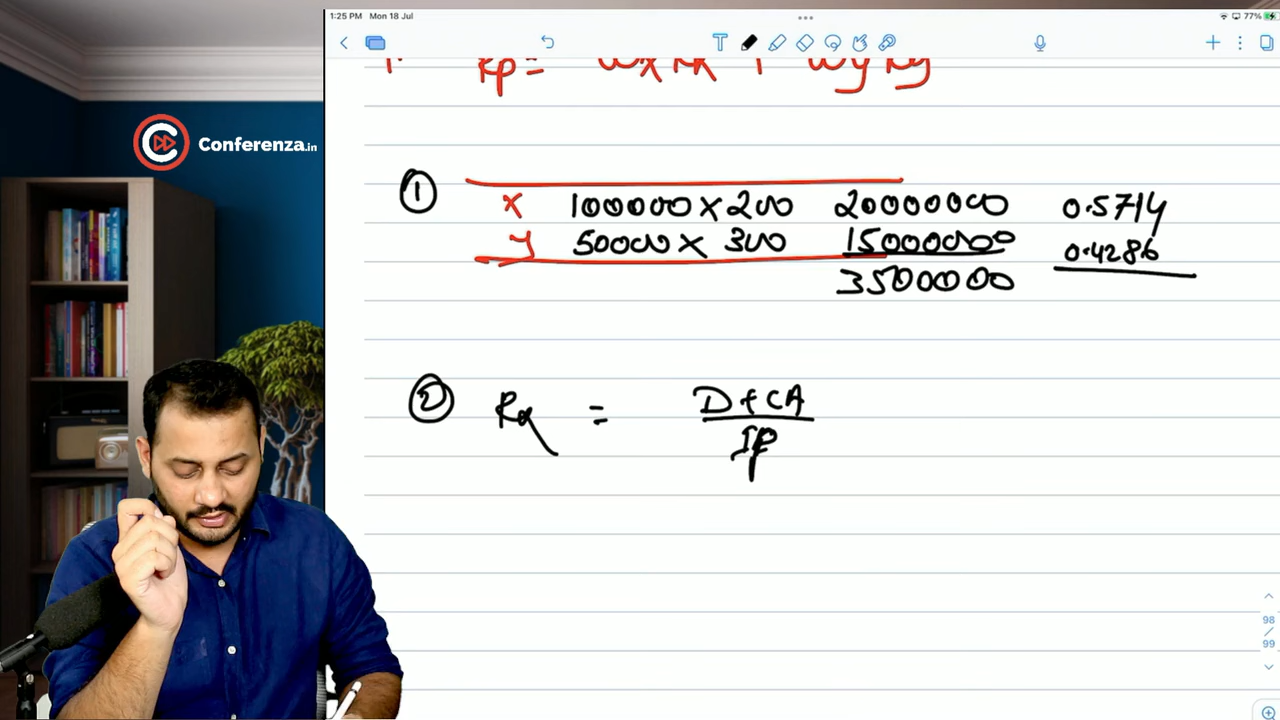 1:25 PM Mon 18 Jul
77%
Rp = wx Rx + wy Ry
Conferenza.in
① x 100000 x 200 20000000 0.5714
y 50000 x 300 15000000 0.4286
35000000
② Rx = D + CA
IP
98
/
99